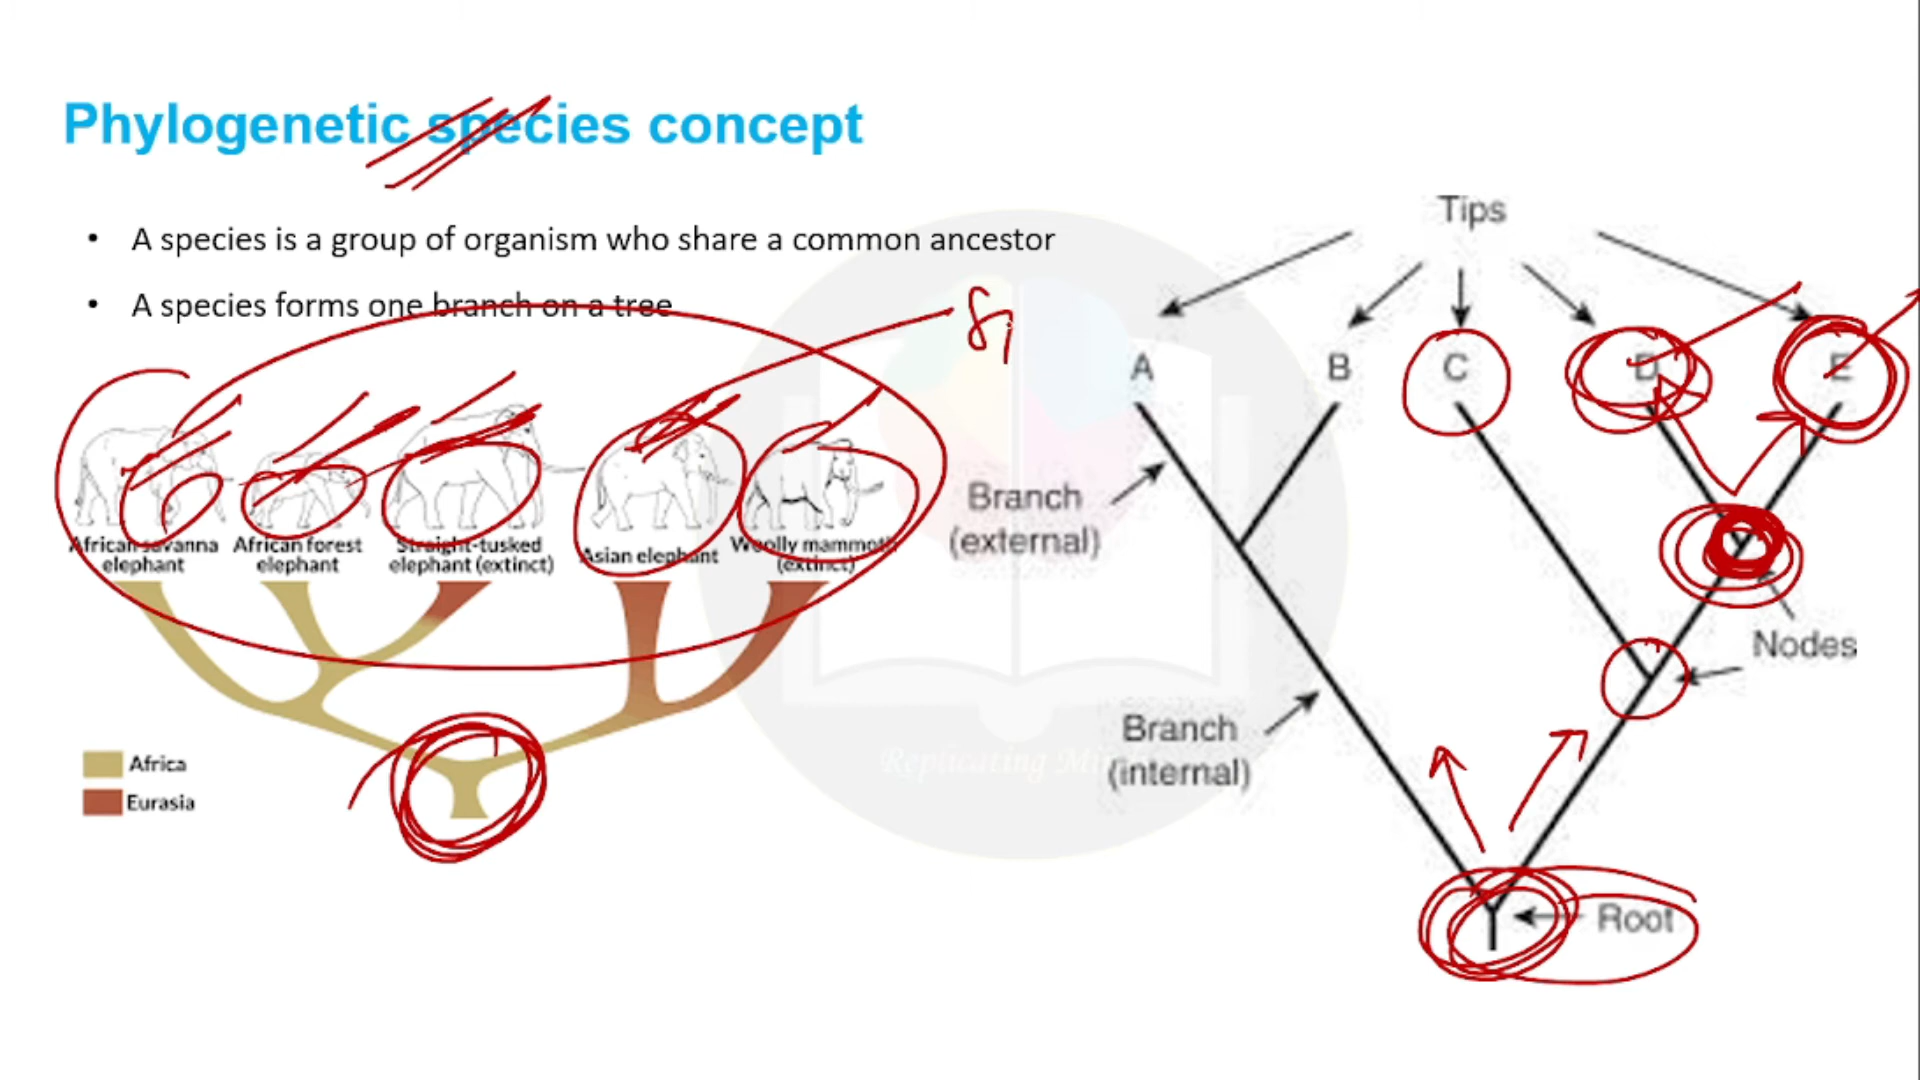 Phylogenetic species concept
• A species is a group of organism who share a common ancestor
• A species forms one branch on a tree
African savanna elephant
African forest elephant
Straight-tusked elephant (extinct)
Asian elephant
Woolly mammoth (extinct)
Africa
Eurasia
Tips
A B C D E
Branch
(external)
Nodes
Branch
(internal)
Root
Replicating